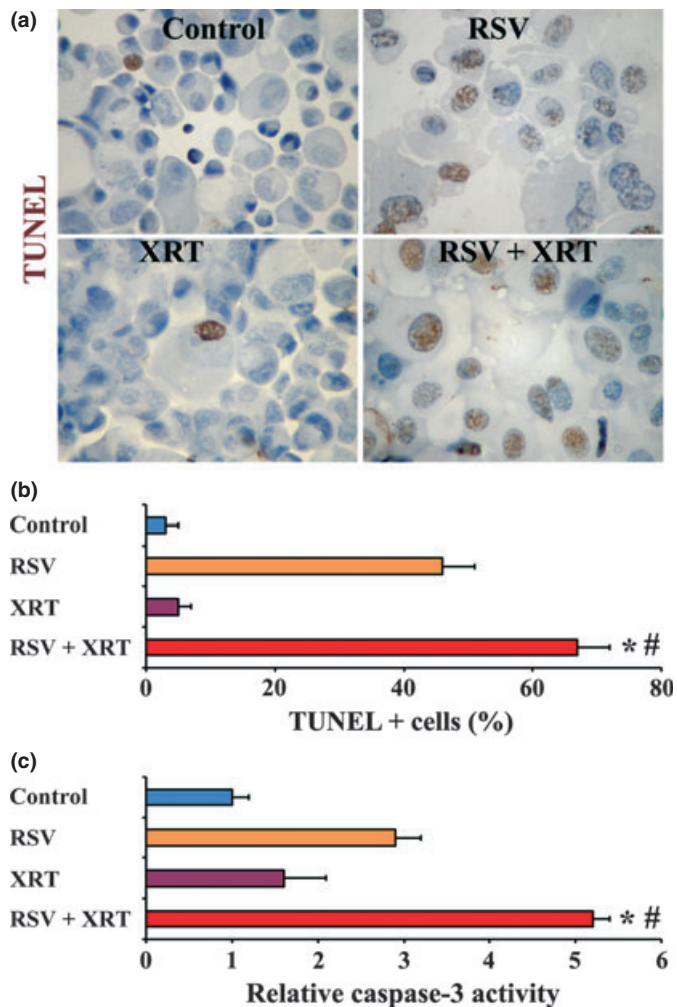 (a)
Control
RSV
TUNEL
XRT
RSV + XRT
(b)
Control
RSV
XRT
RSV + XRT
* #
0 20 40 60 80
TUNEL + cells (%)
(c)
Control
RSV
XRT
RSV + XRT
* #
0 1 2 3 4 5 6
Relative caspase-3 activity